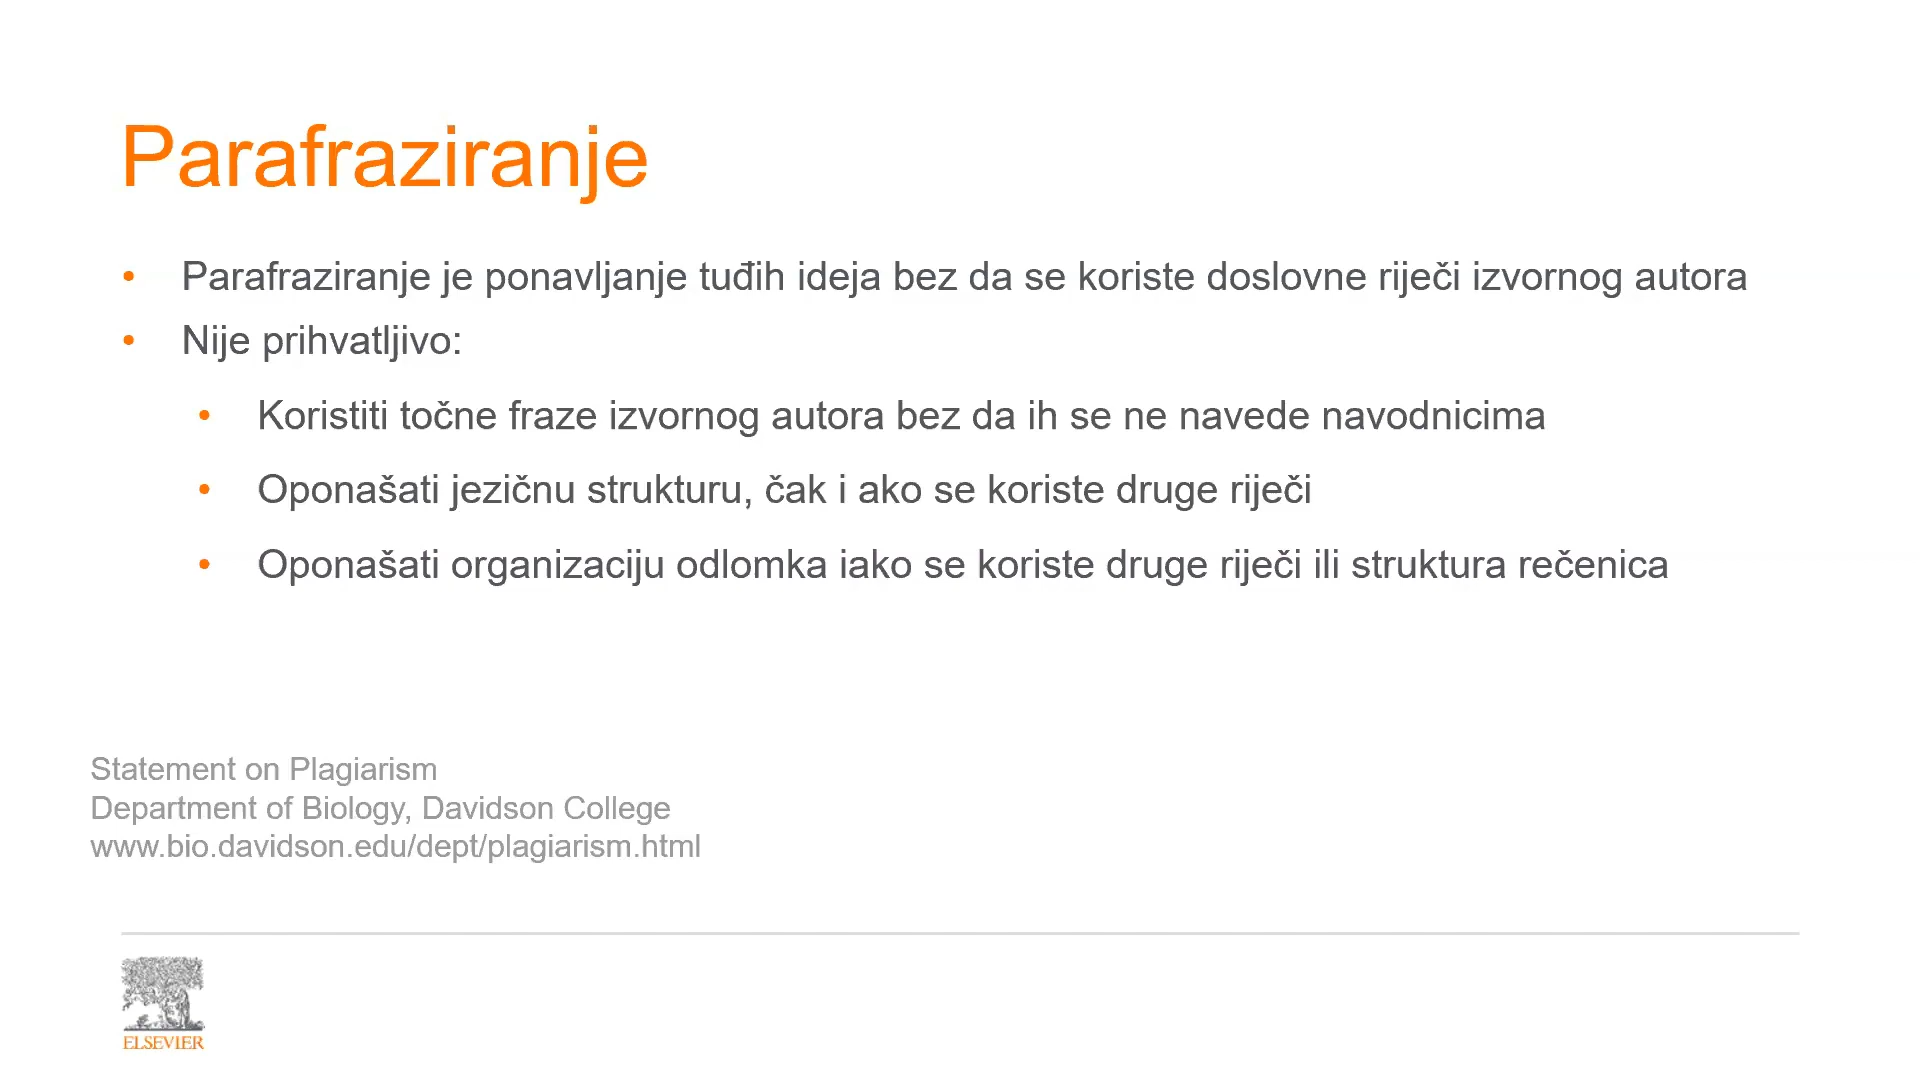 Parafraziranje
• Parafraziranje je ponavljanje tuđih ideja bez da se koriste doslovne riječi izvornog autora
• Nije prihvatljivo:
• Koristiti točne fraze izvornog autora bez da ih se ne navede navodnicima
• Oponašati jezičnu strukturu, čak i ako se koriste druge riječi
• Oponašati organizaciju odlomka iako se koriste druge riječi ili struktura rečenica
Statement on Plagiarism
Department of Biology, Davidson College
www.bio.davidson.edu/dept/plagiarism.html
ELSEVIER